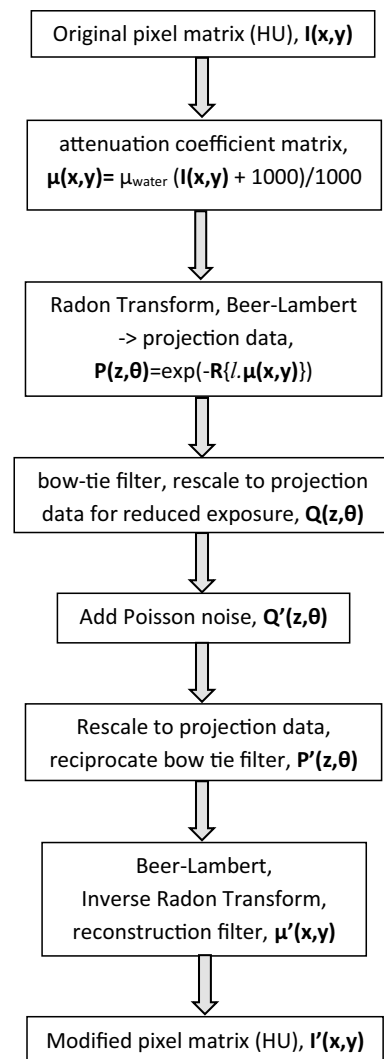 Original pixel matrix (HU), I(x,y)
attenuation coefficient matrix,
μ(x,y)= μwater (I(x,y) + 1000)/1000
Radon Transform, Beer-Lambert
-> projection data,
P(z,θ)=exp(-R{l.μ(x,y)})
bow-tie filter, rescale to projection
data for reduced exposure, Q(z,θ)
Add Poisson noise, Q’(z,θ)
Rescale to projection data,
reciprocate bow tie filter, P’(z,θ)
Beer-Lambert,
Inverse Radon Transform,
reconstruction filter, μ’(x,y)
Modified pixel matrix (HU), I’(x,y)